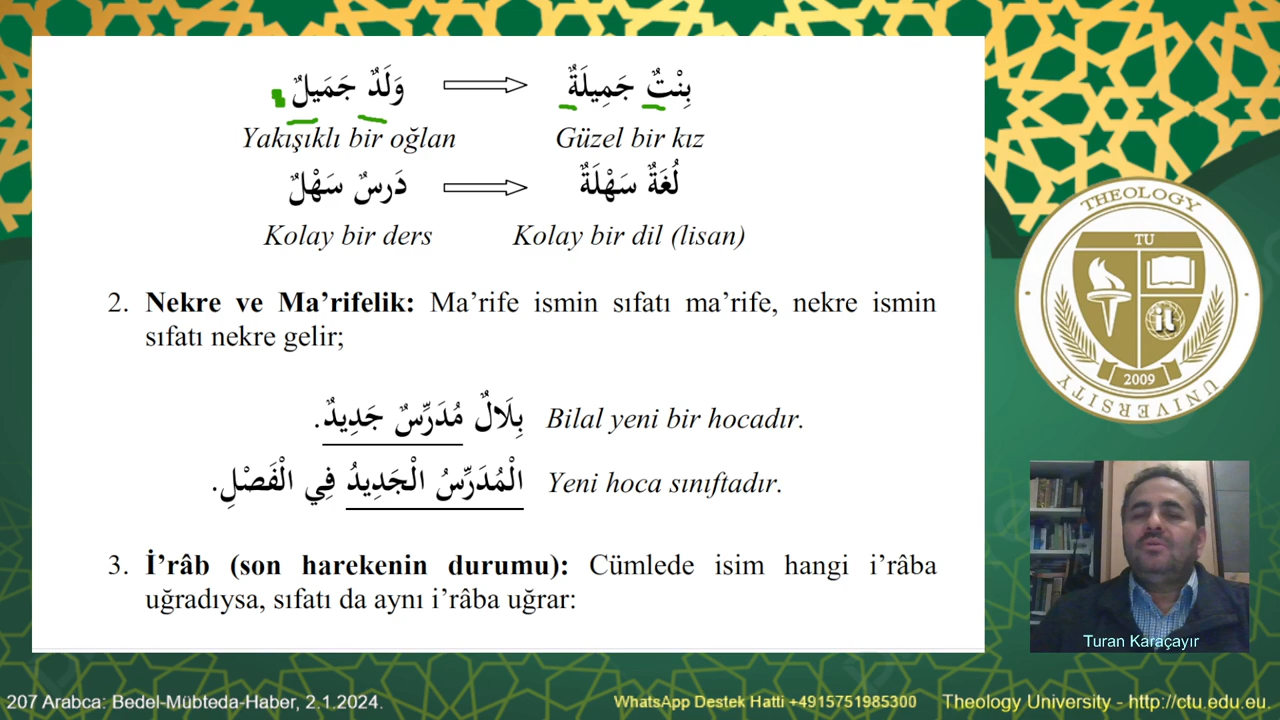 وَلَدٌ جَمَيلٌ ⟹ بِنْتٌ جَمِيلَةٌ
Yakışıklı bir oğlan Güzel bir kız
دَرسٌ سَهْلٌ ⟹ لُغَةٌ سَهْلَةٌ
Kolay bir ders Kolay bir dil (lisan)
2. Nekre ve Ma’rifelik: Ma’rife ismin sıfatı ma’rife, nekre ismin
sıfatı nekre gelir;
بِلَالٌ مُدَرِّسٌ جَدِيدٌ. Bilal yeni bir hocadır.
الْمُدَرِّسُ الْجَدِيدُ فِي الْفَصْلِ. Yeni hoca sınıftadır.
3. İ’râb (son harekenin durumu): Cümlede isim hangi i’râba
uğradıysa, sıfatı da aynı i’râba uğrar:
THEOLOGY
TU
2009
UNIVERSITY
Turan Karaçayır
207 Arabca: Bedel-Mübteda-Haber, 2.1.2024.
WhatsApp Destek Hatti +4915751985300
Theology University - http://ctu.edu.eu.